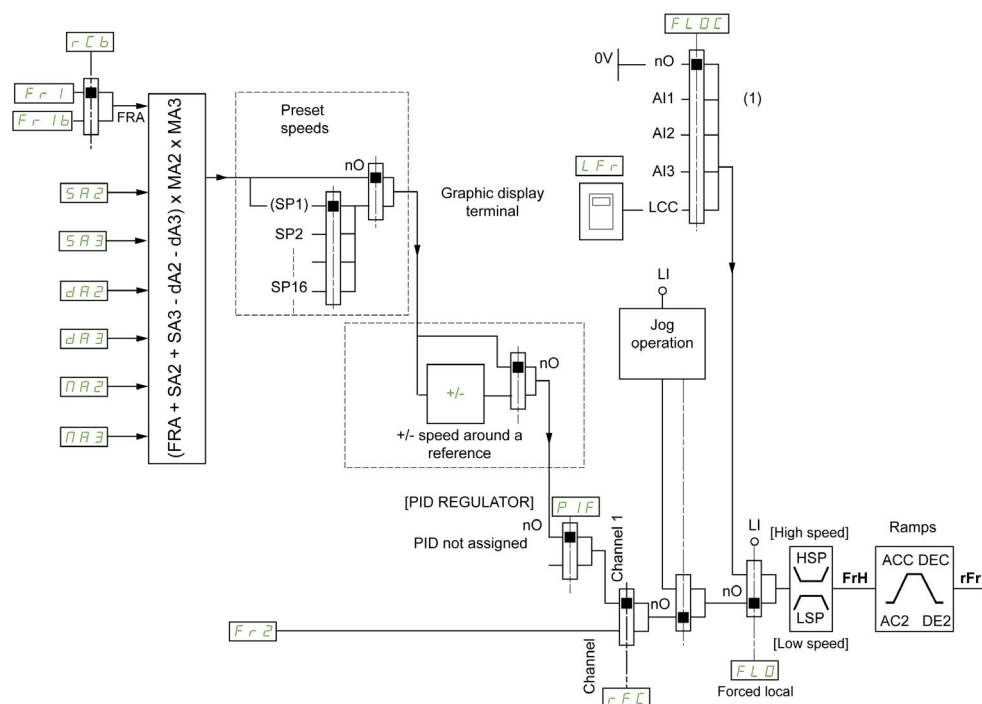 rCb
Fr1
Fr1b
FRA
SA2
SA3
dA2
dA3
MA2
MA3
(FRA + SA2 + SA3 - dA2 - dA3) x MA2 x MA3
Preset
speeds
nO
(SP1)
SP2
SP16
+/-
nO
+/- speed around a
reference
[PID REGULATOR]
PIF
nO
PID not assigned
Channel 1
Channel
Fr2
rFC
nO
Graphic display
terminal
LFr
FLOC
0V
nO
AI1
AI2
AI3
LCC
(1)
LI
Jog
operation
LI
nO
FLO
Forced local
[High speed]
HSP
LSP
[Low speed]
FrH
Ramps
ACC DEC
AC2 DE2
rFr